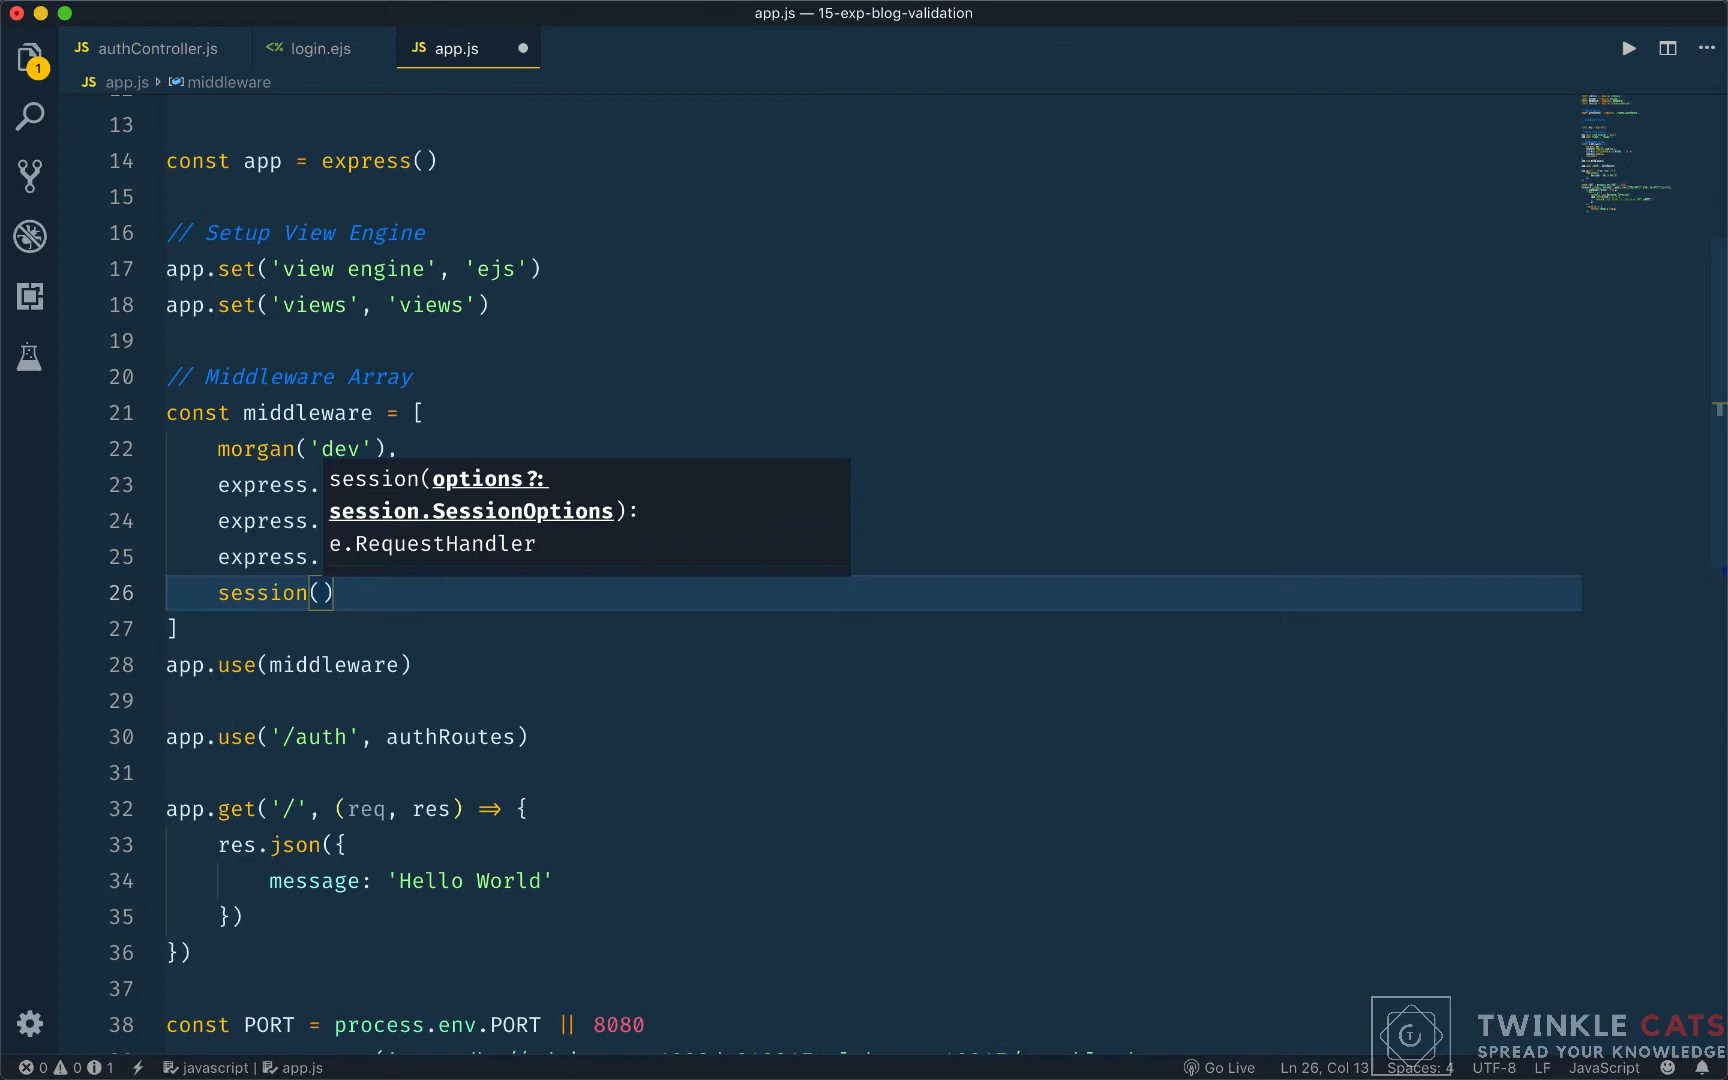 app.js — 15-exp-blog-validation
JS authController.js
<% login.ejs
JS app.js
JS app.js middleware
1
13
14 const app = express()
15
16 // Setup View Engine
17 app.set('view engine', 'ejs')
18 app.set('views', 'views')
19
20 // Middleware Array
21 const middleware = [
22 morgan('dev'),
23 express.
24 express.
25 express.
session(options?:
session.SessionOptions):
e.RequestHandler
26 session()
27 ]
28 app.use(middleware)
29
30 app.use('/auth', authRoutes)
31
32 app.get('/', (req, res) => {
33 res.json({
34 message: 'Hello World'
35 })
36 })
37
38 const PORT = process.env.PORT || 8080
TWINKLE CATS
SPREAD YOUR KNOWLEDGE
0 0 1 javascript | app.js Go Live Ln 26, Col 13 Spaces: 4 UTF-8 LF JavaScript